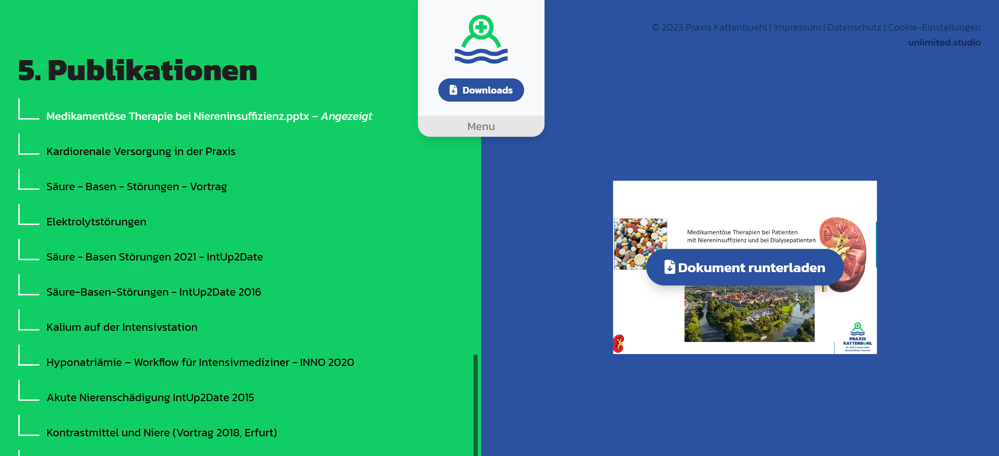 5. Publikationen
Medikamentöse Therapie bei Niereninsuffizienz.pptx – Angezeigt
Kardiorenale Versorgung in der Praxis
Säure - Basen - Störungen - Vortrag
Elektrolytstörungen
Säure - Basen Störungen 2021 - IntUp2Date
Säure-Basen-Störungen - IntUp2Date 2016
Kalium auf der Intensivstation
Hyponatriämie – Workflow für Intensivmediziner - INNO 2020
Akute Nierenschädigung IntUp2Date 2015
Kontrastmittel und Niere (Vortrag 2018, Erfurt)
Downloads
Menu
© 2023 Praxis Kattenbuehl | Impressum | Datenschutz | Cookie-Einstellungen
unlimited.studio
Medikamentöse Therapien bei Patienten
mit Niereninsuffizienz und bei Dialysepatienten
Dokument runterladen
PRAXIS
KATTENBÜHL
Dr. med. Carsten Hafer
Hausärztlicher Internist